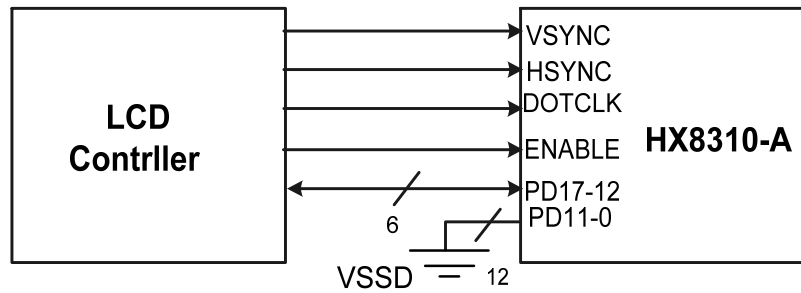 LCD
Contrller
VSYNC
HSYNC
DOTCLK
ENABLE
PD17-12
PD11-0
HX8310-A
6
VSSD
12